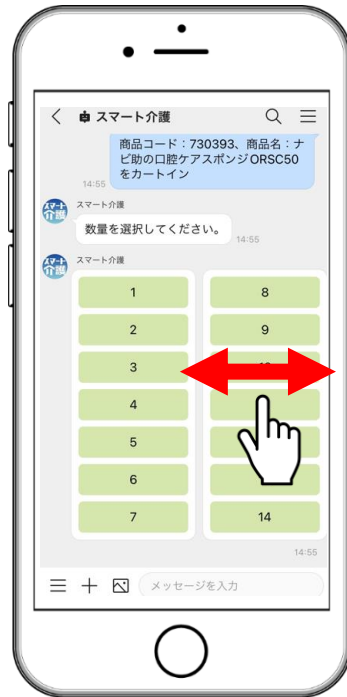 スマート介護
商品コード：730393、商品名：ナ
ビ助の口腔ケアスポンジORSC50
をカートイン
14:55
スマート介護
数量を選択してください。
14:55
スマート介護
1
8
2
9
3
4
5
6
7
14
14:55
メッセージを入力